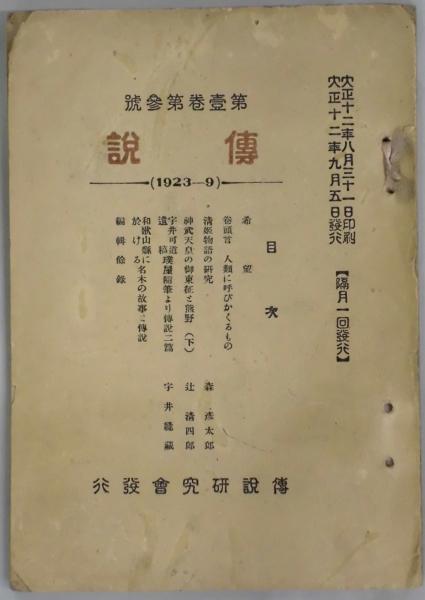 大正十二年八月三十一日印刷
大正十二年九月五日發行
【隔月一回發行】
第壹卷第參號
傳說
(1923—9)
目次
希望
卷頭言 人類に呼びかくるもの
清姬物語の硏究 森彥太郎
神武天皇の御東征と熊野(下) 辻淸四郎
宇井可道遺稿 璞屋隨筆より傳說二篇 宇井縫藏
和歌山縣に於ける名木の故事と傳說
編輯餘錄
傳說硏究會發行